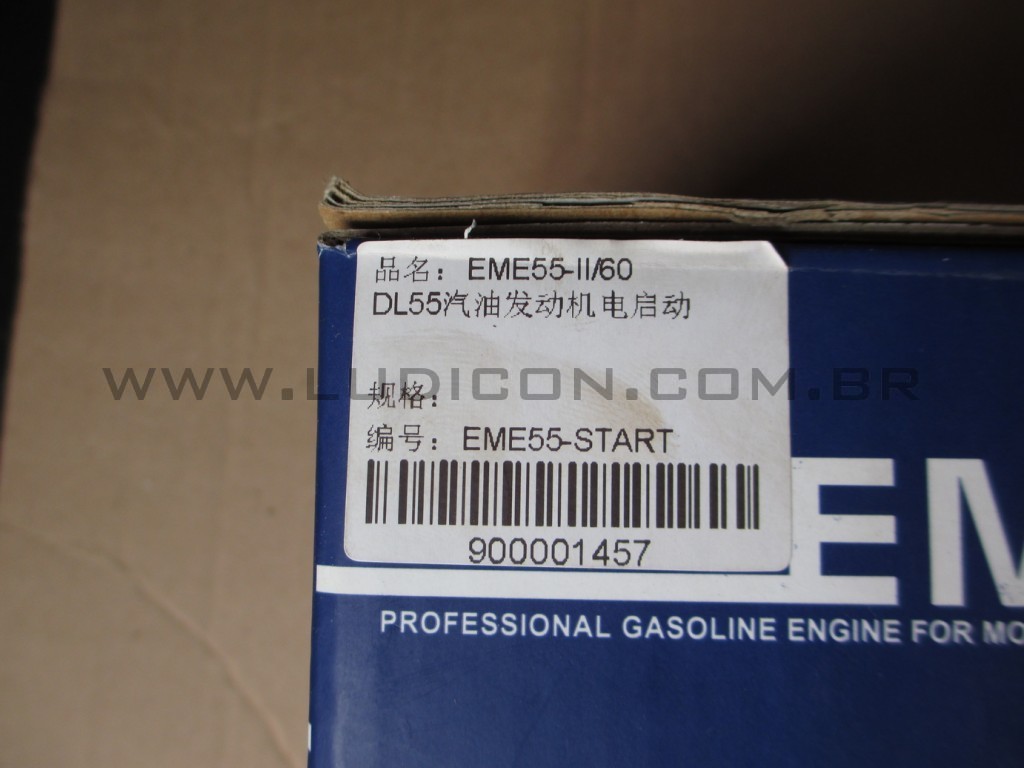 品名：EME55-II/60
DL55汽油发动机电启动
WWW.LUDICON.COM.BR
规格：
编号：EME55-START
900001457
EM
PROFESSIONAL GASOLINE ENGINE FOR MO